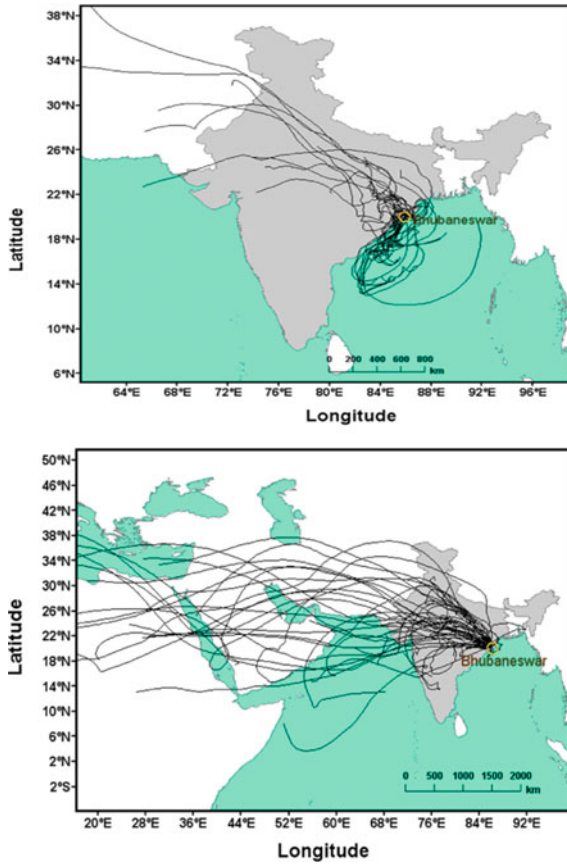 38°N
34°N
30°N
26°N
22°N
18°N
14°N
10°N
6°N
Latitude
Bhubaneswar
0 200 400 600 800
km
64°E 68°E 72°E 76°E 80°E 84°E 88°E 92°E 96°E
Longitude
50°N
46°N
42°N
38°N
34°N
30°N
26°N
22°N
18°N
14°N
10°N
6°N
2°N
2°S
Latitude
Bhubaneswar
0 500 1000 1500 2000
km
20°E 28°E 36°E 44°E 52°E 60°E 68°E 76°E 84°E 92°E
Longitude